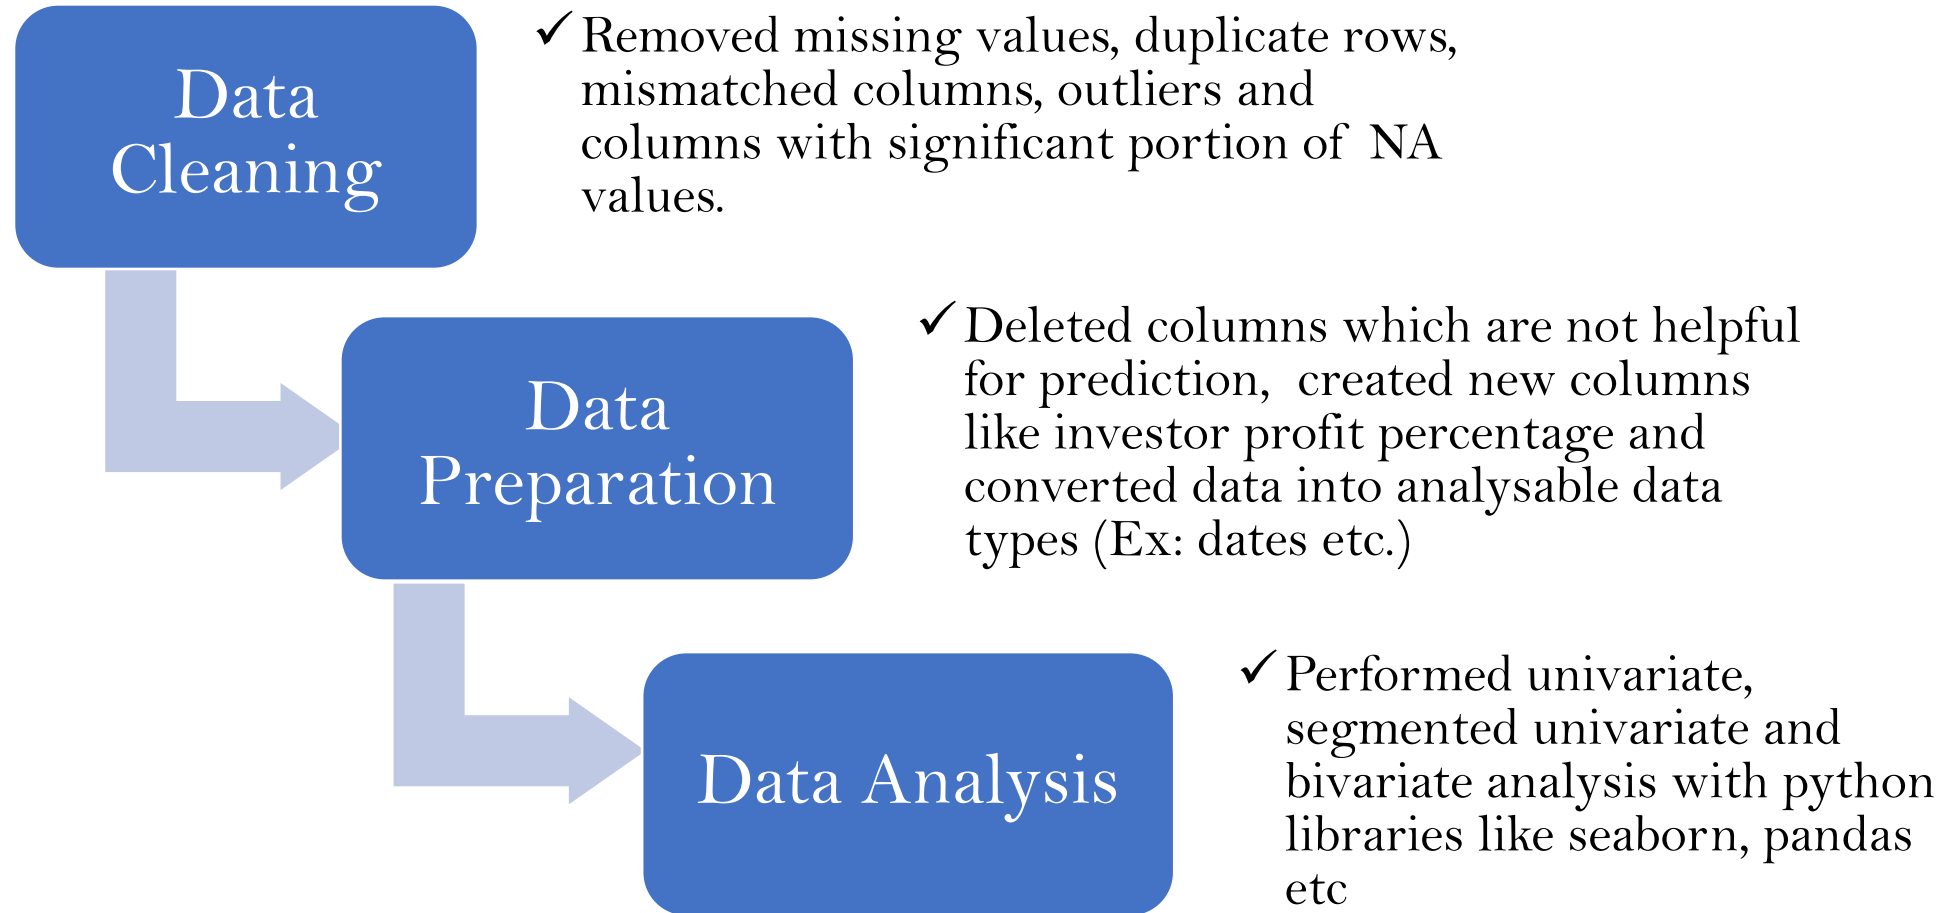 Data
Cleaning
✓ Removed missing values, duplicate rows,
mismatched columns, outliers and
columns with significant portion of NA
values.
Data
Preparation
✓ Deleted columns which are not helpful
for prediction, created new columns
like investor profit percentage and
converted data into analysable data
types (Ex: dates etc.)
Data Analysis
✓ Performed univariate,
segmented univariate and
bivariate analysis with python
libraries like seaborn, pandas
etc